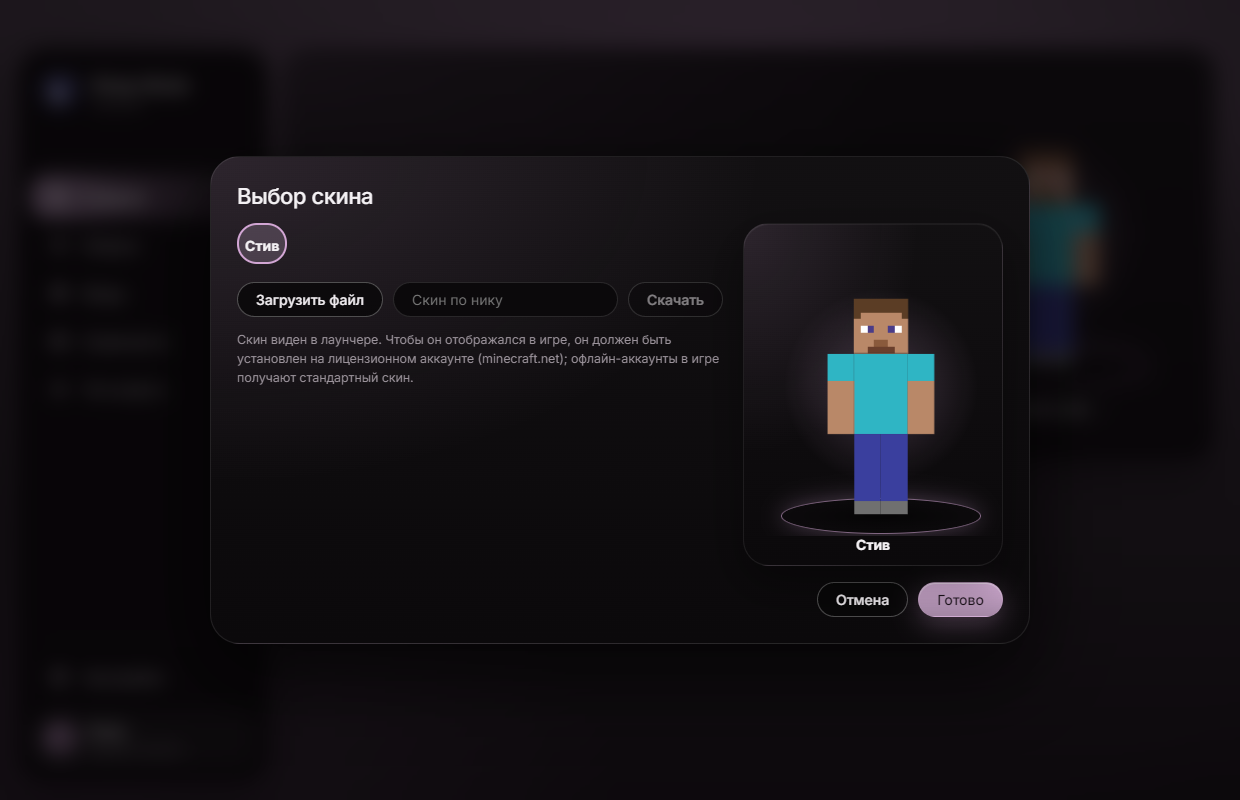 Выбор скина
Стив
Загрузить файл
Скин по нику
Скачать
Скин виден в лаунчере. Чтобы он отображался в игре, он должен быть
установлен на лицензионном аккаунте (minecraft.net); офлайн-аккаунты в игре
получают стандартный скин.
Стив
Отмена
Готово